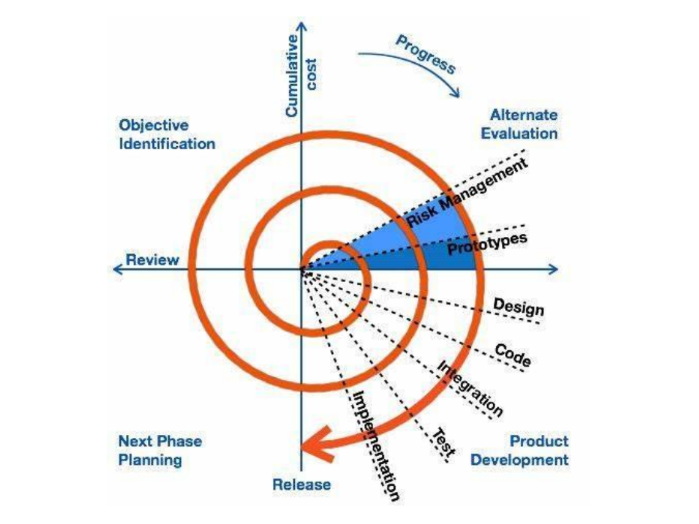 Cumulative
cost
Progress
Objective
Identification
Alternate
Evaluation
Risk Management
Prototypes
Review
Design
Code
Integration
Test
Implementation
Next Phase
Planning
Product
Development
Release